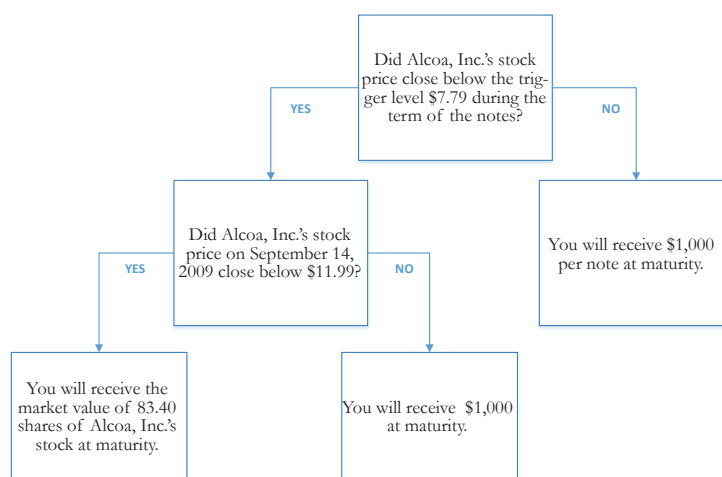 Did Alcoa, Inc.'s stock
price close below the trig-
ger level $7.79 during the
term of the notes?
YES
NO
Did Alcoa, Inc.'s stock
price on September 14,
2009 close below $11.99?
You will receive $1,000
per note at maturity.
YES
NO
You will receive the
market value of 83.40
shares of Alcoa, Inc.'s
stock at maturity.
You will receive $1,000
at maturity.